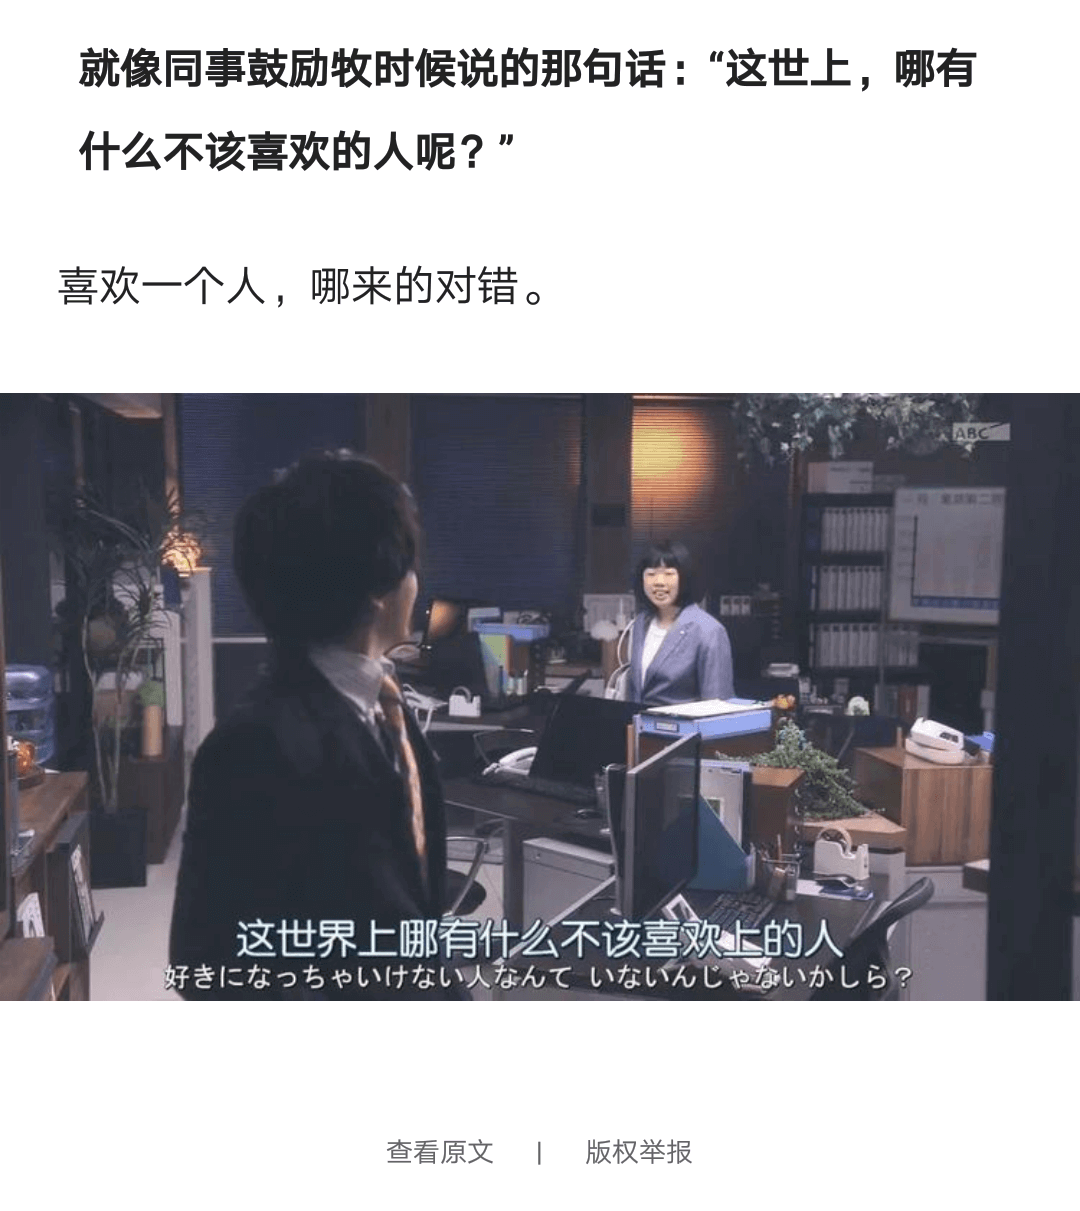 就像同事鼓励牧时候说的那句话：“这世上，哪有
什么不该喜欢的人呢？”
喜欢一个人，哪来的对错。
ABC
这世界上哪有什么不该喜欢上的人
好きになっちゃいけない人なんて いないんじゃないかしら？
查看原文 | 版权举报